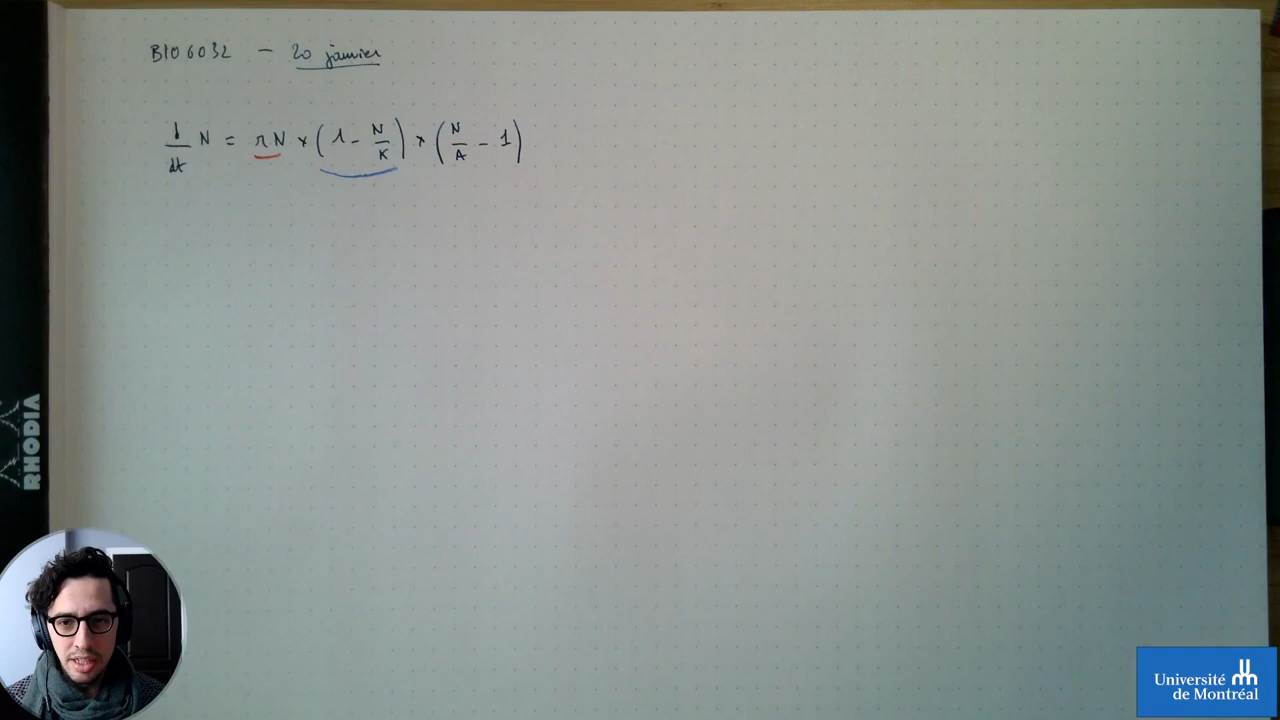 BIO6032 — 20 janvier
d/dt N = rN × (1 - N/K) × (N/A - 1)
RHODIA
Université
de Montréal